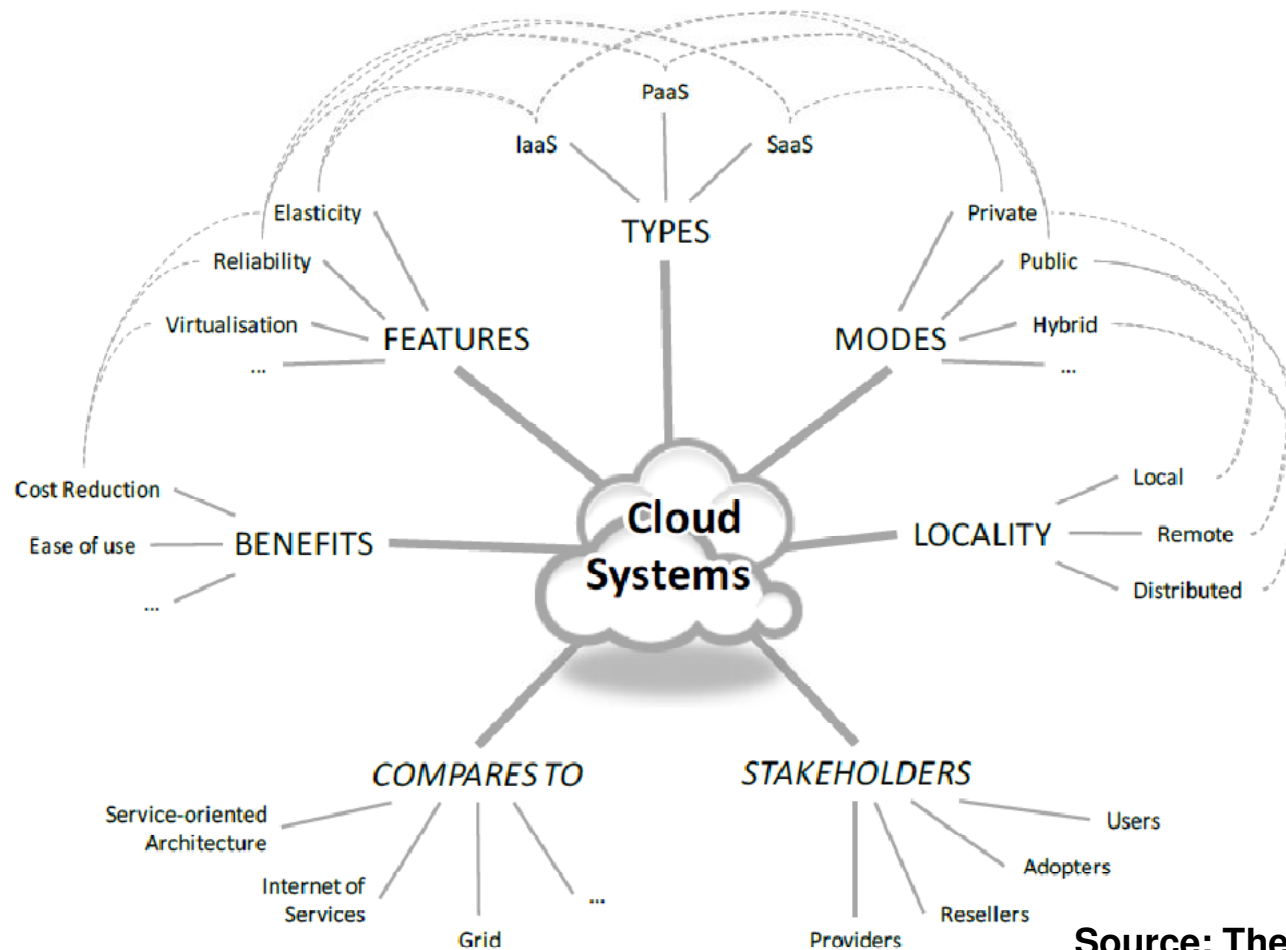 PaaS
IaaS
SaaS
TYPES
Elasticity
Reliability
Virtualisation
...
FEATURES
Private
Public
Hybrid
...
MODES
Cloud
Systems
Cost Reduction
Ease of use
...
BENEFITS
LOCALITY
Local
Remote
Distributed
COMPARES TO
Service-oriented
Architecture
Internet of
Services
Grid
...
STAKEHOLDERS
Users
Adopters
Resellers
Providers
Source: The